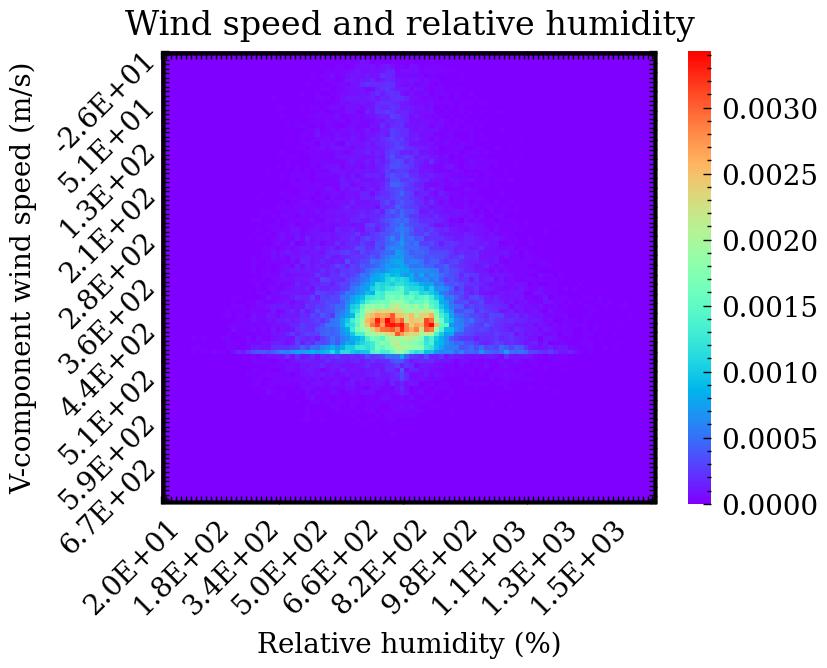 Wind speed and relative humidity
V-component wind speed (m/s)
-2.6E+01
5.1E+01
1.3E+02
2.1E+02
2.8E+02
3.6E+02
4.4E+02
5.1E+02
5.9E+02
6.7E+02
2.0E+01
1.8E+02
3.4E+02
5.0E+02
6.6E+02
8.2E+02
9.8E+02
1.1E+03
1.3E+03
1.5E+03
Relative humidity (%)
0.0030
0.0025
0.0020
0.0015
0.0010
0.0005
0.0000